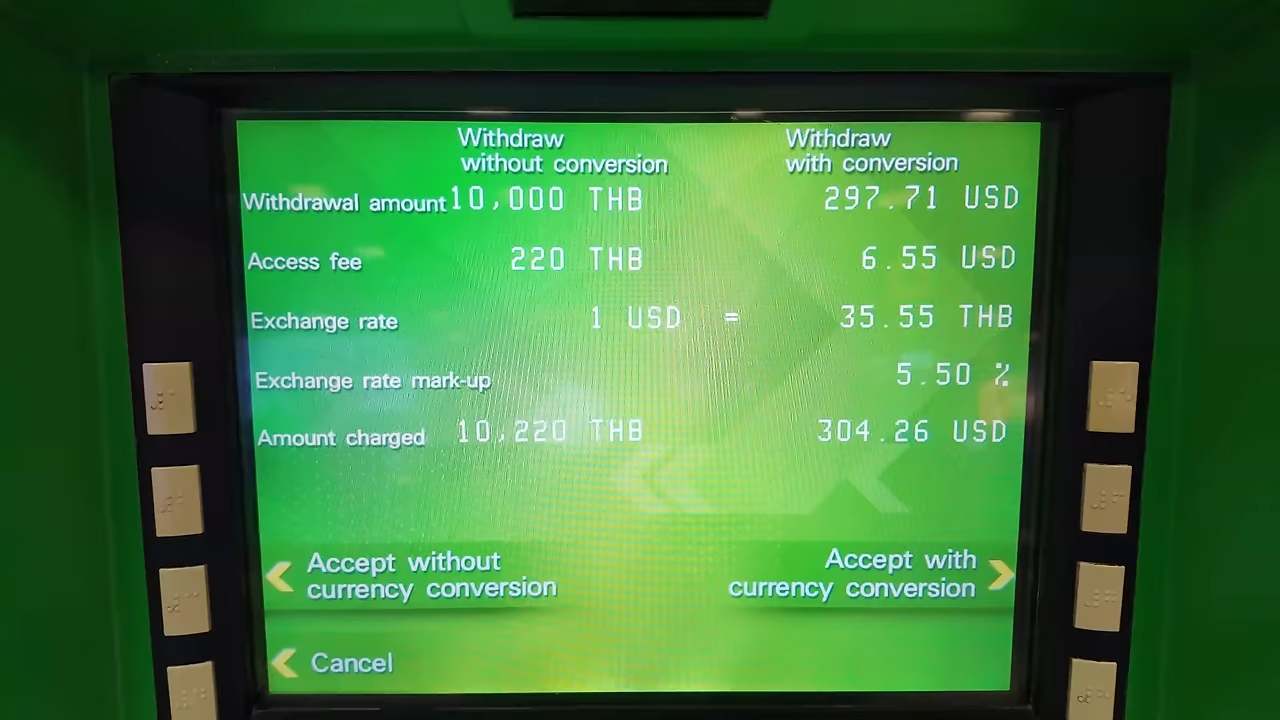 Withdraw without conversion
Withdraw with conversion
Withdrawal amount 10,000 THB 297.71 USD
Access fee 220 THB 6.55 USD
Exchange rate 1 USD = 35.55 THB
Exchange rate mark-up 5.50 %
Amount charged 10,220 THB 304.26 USD
Accept without currency conversion
Accept with currency conversion
Cancel